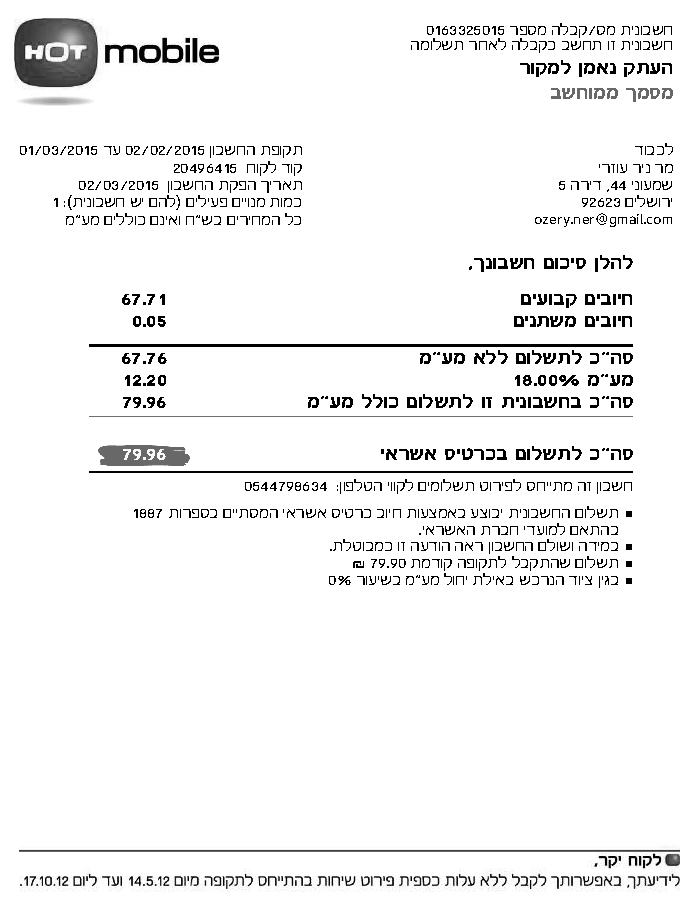 HOT mobile
חשבונית מס/קבלה מספר 0163325015
חשבונית זו תחשב כקבלה לאחר תשלומה
העתק נאמן למקור
מסמך ממוחשב
לכבוד
מר ניר עוזרי
שמעוני 44, דירה 5
ירושלים 92623
ozery.ner@gmail.com
תקופת החשבון 02/02/2015 עד 01/03/2015
קוד לקוח 20496415
תאריך הפקת החשבון 02/03/2015
כמות מנויים פעילים (להם יש חשבונית): 1
כל המחירים בש"ח ואינם כוללים מע"מ
להלן סיכום חשבונך,
חיובים קבועים 67.71
חיובים משתנים 0.05
סה"כ לתשלום ללא מע"מ 67.76
מע"מ 18.00% 12.20
סה"כ בחשבונית זו לתשלום כולל מע"מ 79.96
סה"כ לתשלום בכרטיס אשראי 79.96
חשבון זה מתייחס לפירוט תשלומים לקווי הטלפון: 0544798634
▪ תשלום החשבונית יבוצע באמצעות חיוב כרטיס אשראי המסתיים בספרות 1887
בהתאם למועדי חברת האשראי.
▪ במידה ושולם החשבון ראה הודעה זו כמבוטלת.
▪ תשלום שהתקבל לתקופה קודמת 79.90 ₪
▪ בגין ציוד הנרכש באילת יחול מע"מ בשיעור 0%
לקוח יקר,
לידיעתך, באפשרותך לקבל ללא עלות כספית פירוט שיחות בהתייחס לתקופה מיום 14.5.12 ועד ליום 17.10.12.